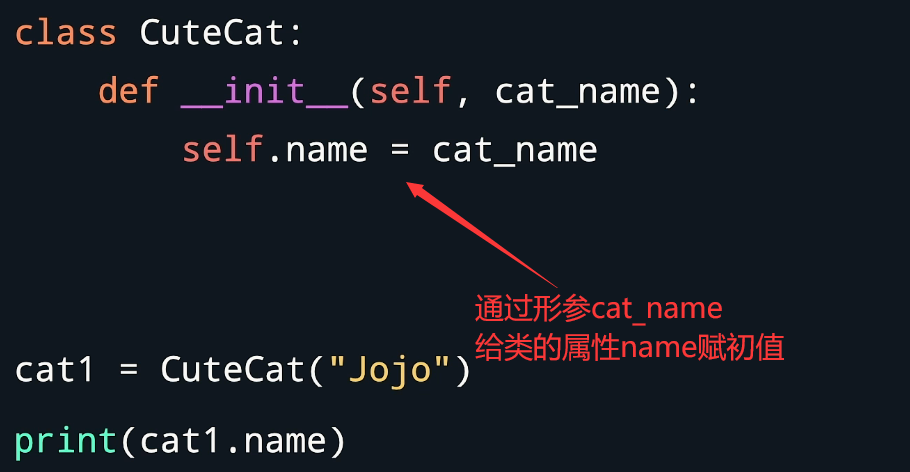 class CuteCat:
    def __init__(self, cat_name):
        self.name = cat_name
通过形参cat_name
给类的属性name赋初值
cat1 = CuteCat("Jojo")
print(cat1.name)